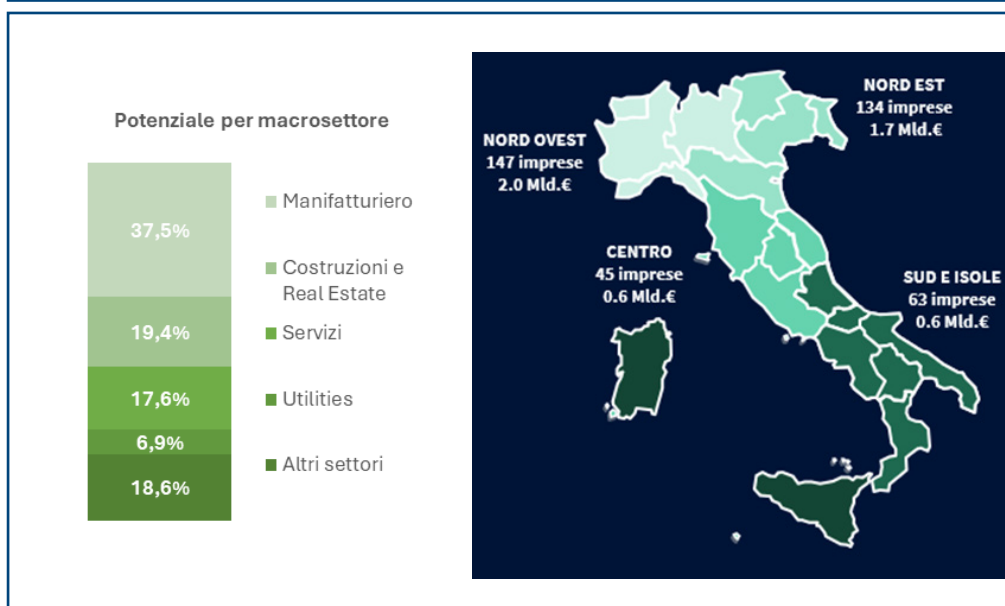 Potenziale per macrosettore
37,5%
19,4%
17,6%
6,9%
18,6%
Manifatturiero
Costruzioni e
Real Estate
Servizi
Utilities
Altri settori
NORD OVEST
147 imprese
2.0 Mld.€
NORD EST
134 imprese
1.7 Mld.€
CENTRO
45 imprese
0.6 Mld.€
SUD E ISOLE
63 imprese
0.6 Mld.€